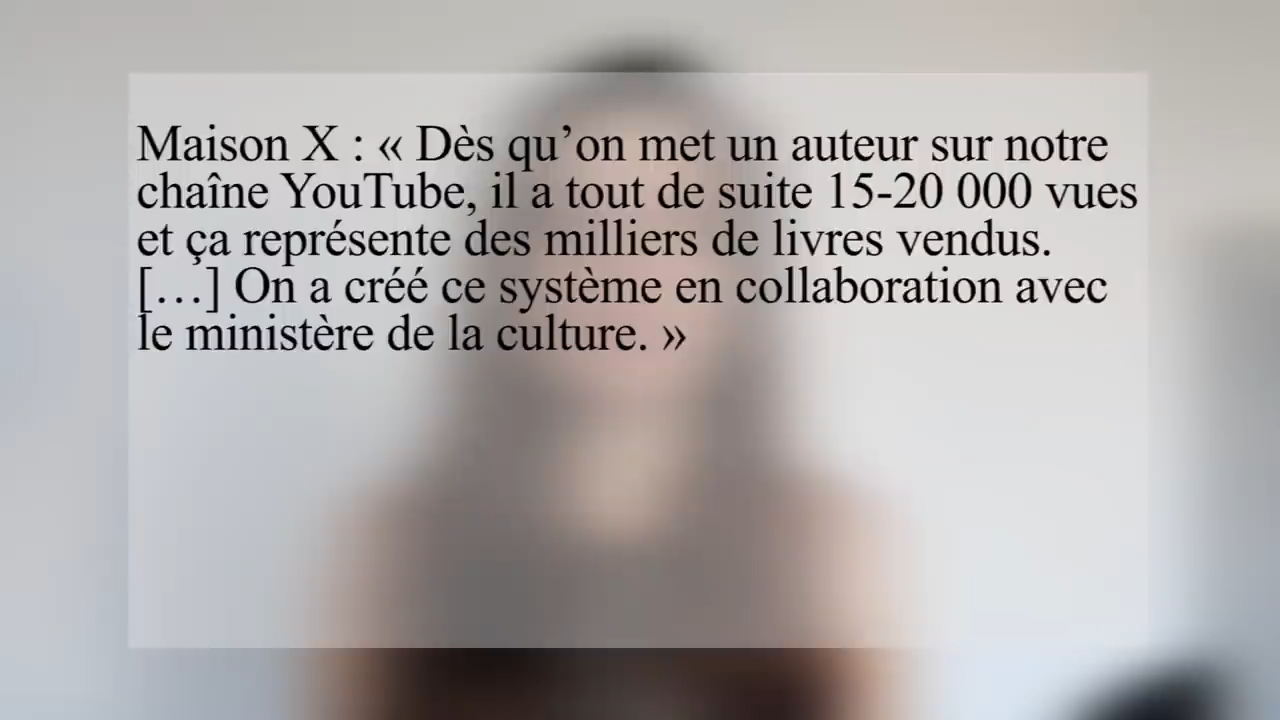 Maison X : « Dès qu’on met un auteur sur notre
chaîne YouTube, il a tout de suite 15-20 000 vues
et ça représente des milliers de livres vendus.
[…] On a créé ce système en collaboration avec
le ministère de la culture. »